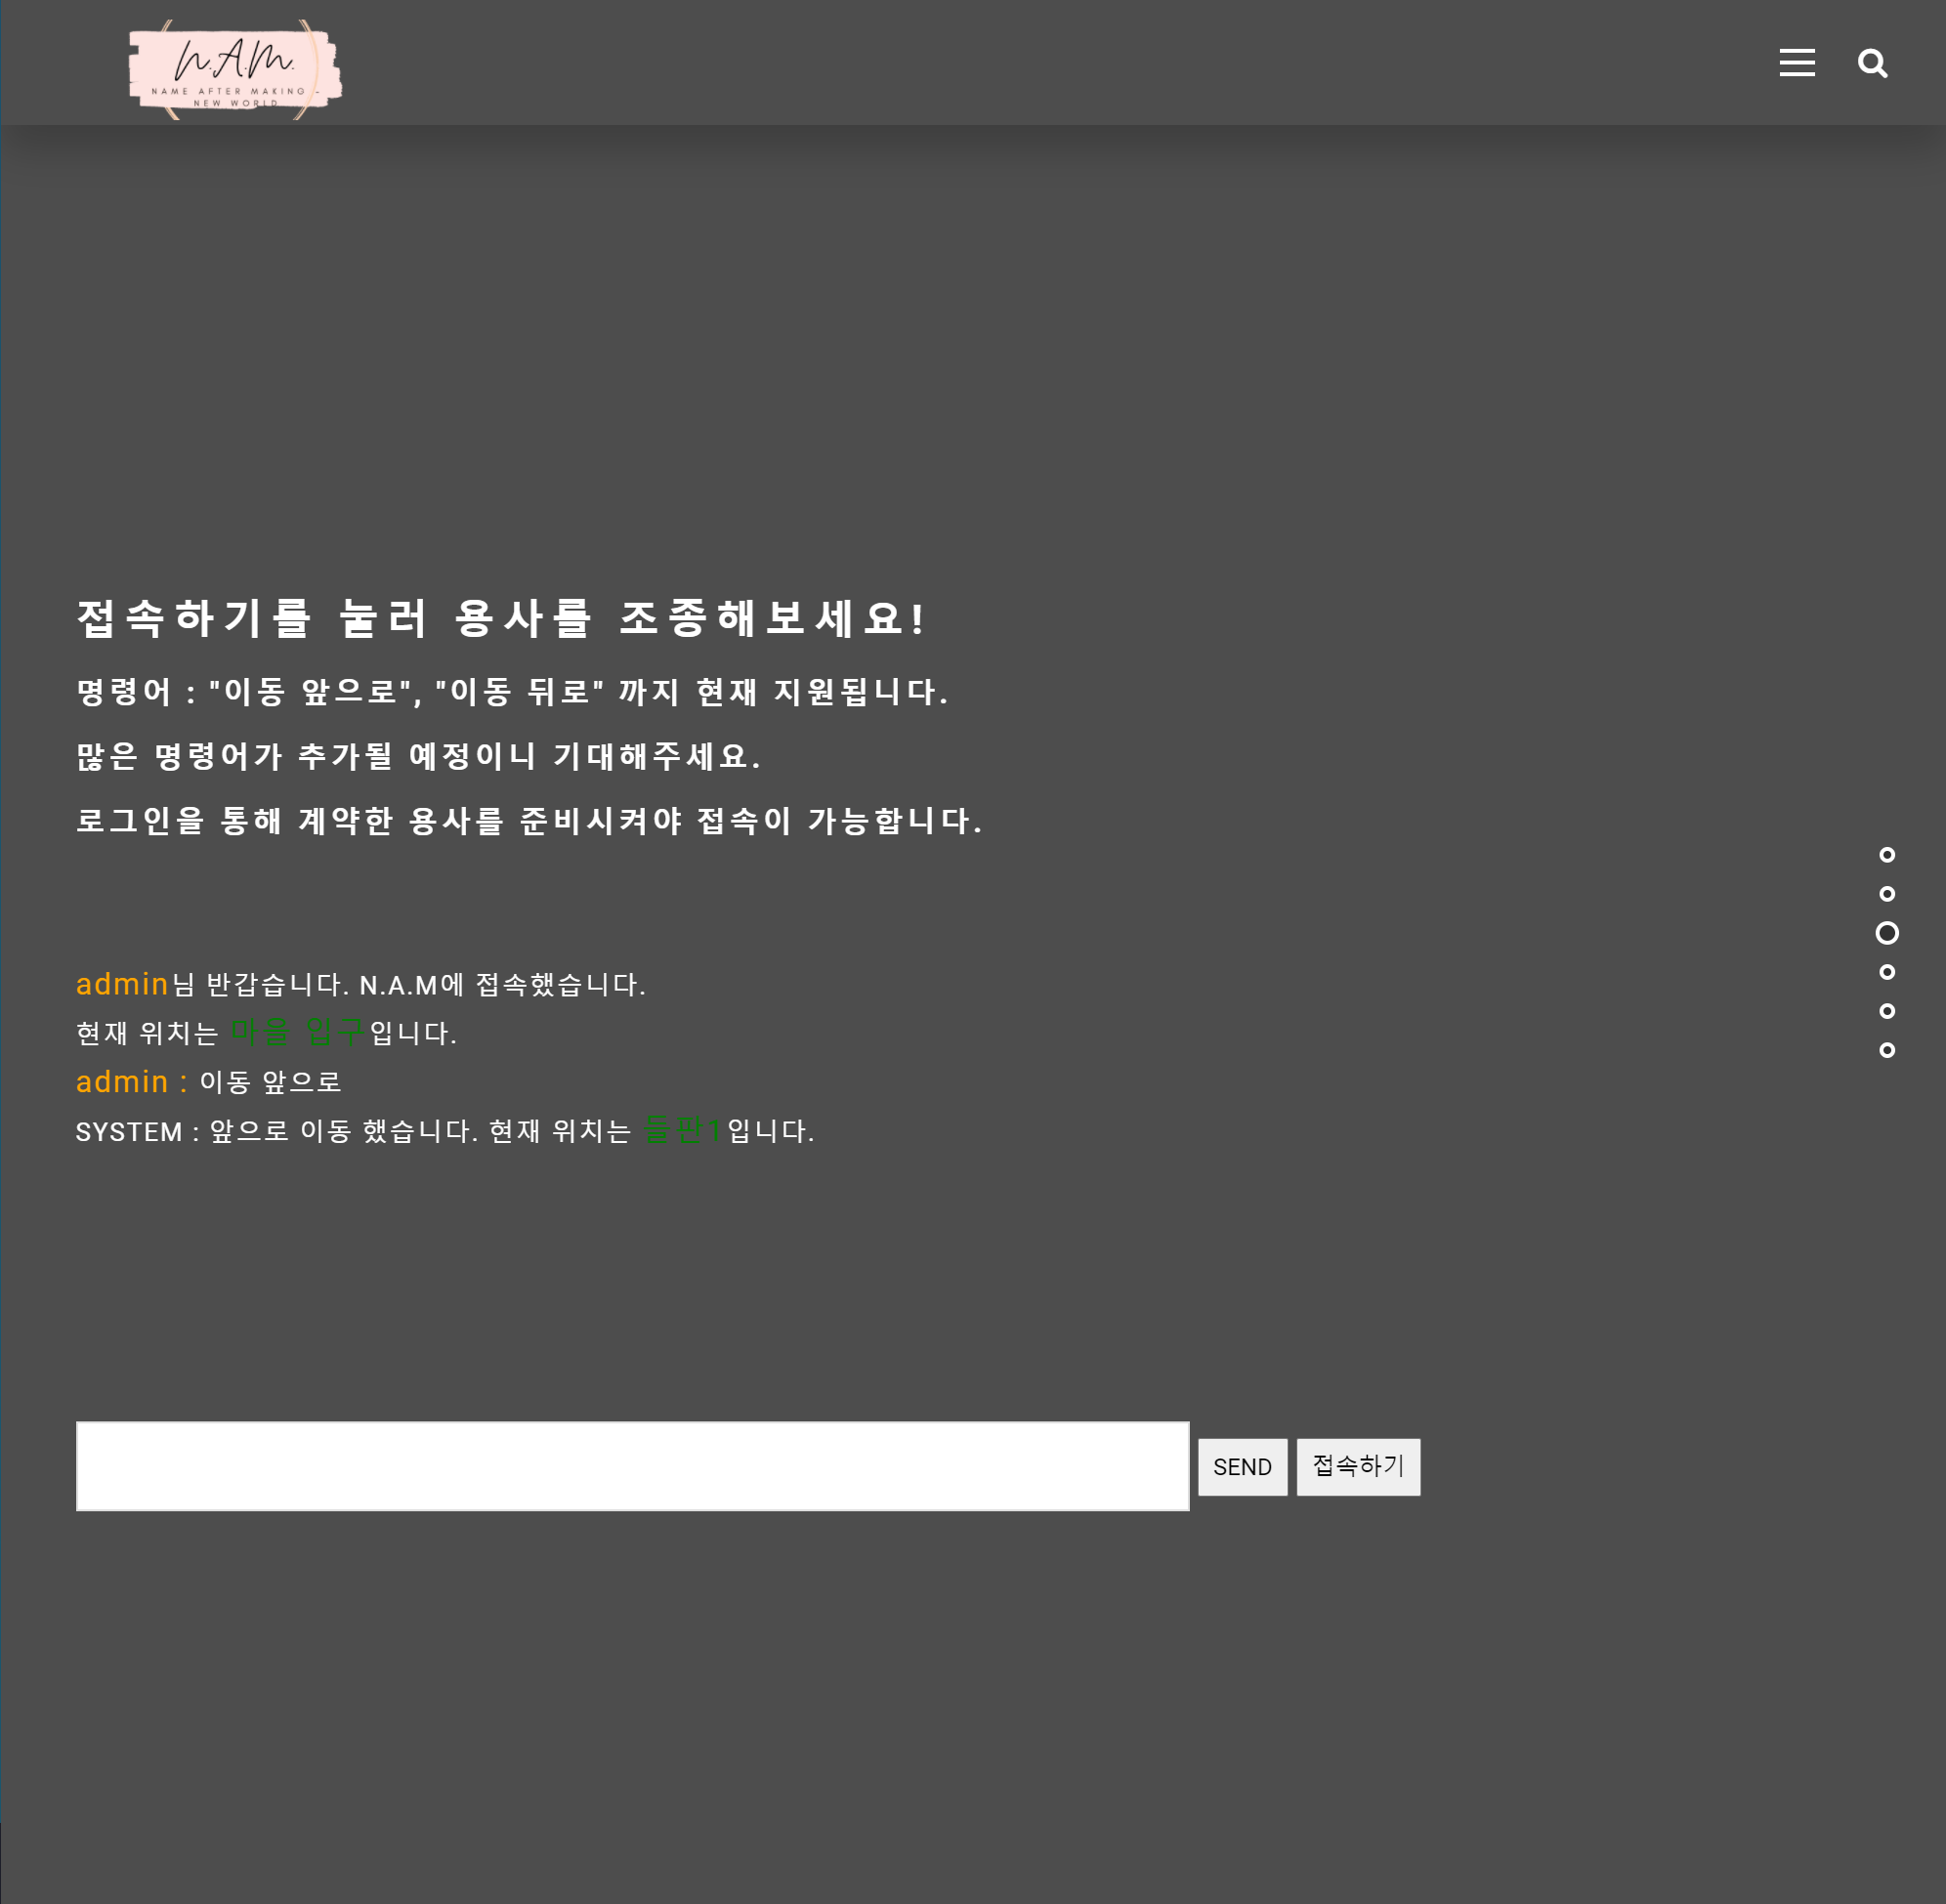 n.A.M.
NAME AFTER MAKING _
NEW WORLD
접속하기를 눌러 용사를 조종해보세요!
명령어 : "이동 앞으로", "이동 뒤로" 까지 현재 지원됩니다.
많은 명령어가 추가될 예정이니 기대해주세요.
로그인을 통해 계약한 용사를 준비시켜야 접속이 가능합니다.
admin님 반갑습니다. N.A.M에 접속했습니다.
현재 위치는 마을 입구입니다.
admin : 이동 앞으로
SYSTEM : 앞으로 이동 했습니다. 현재 위치는 들판1입니다.
SEND 접속하기